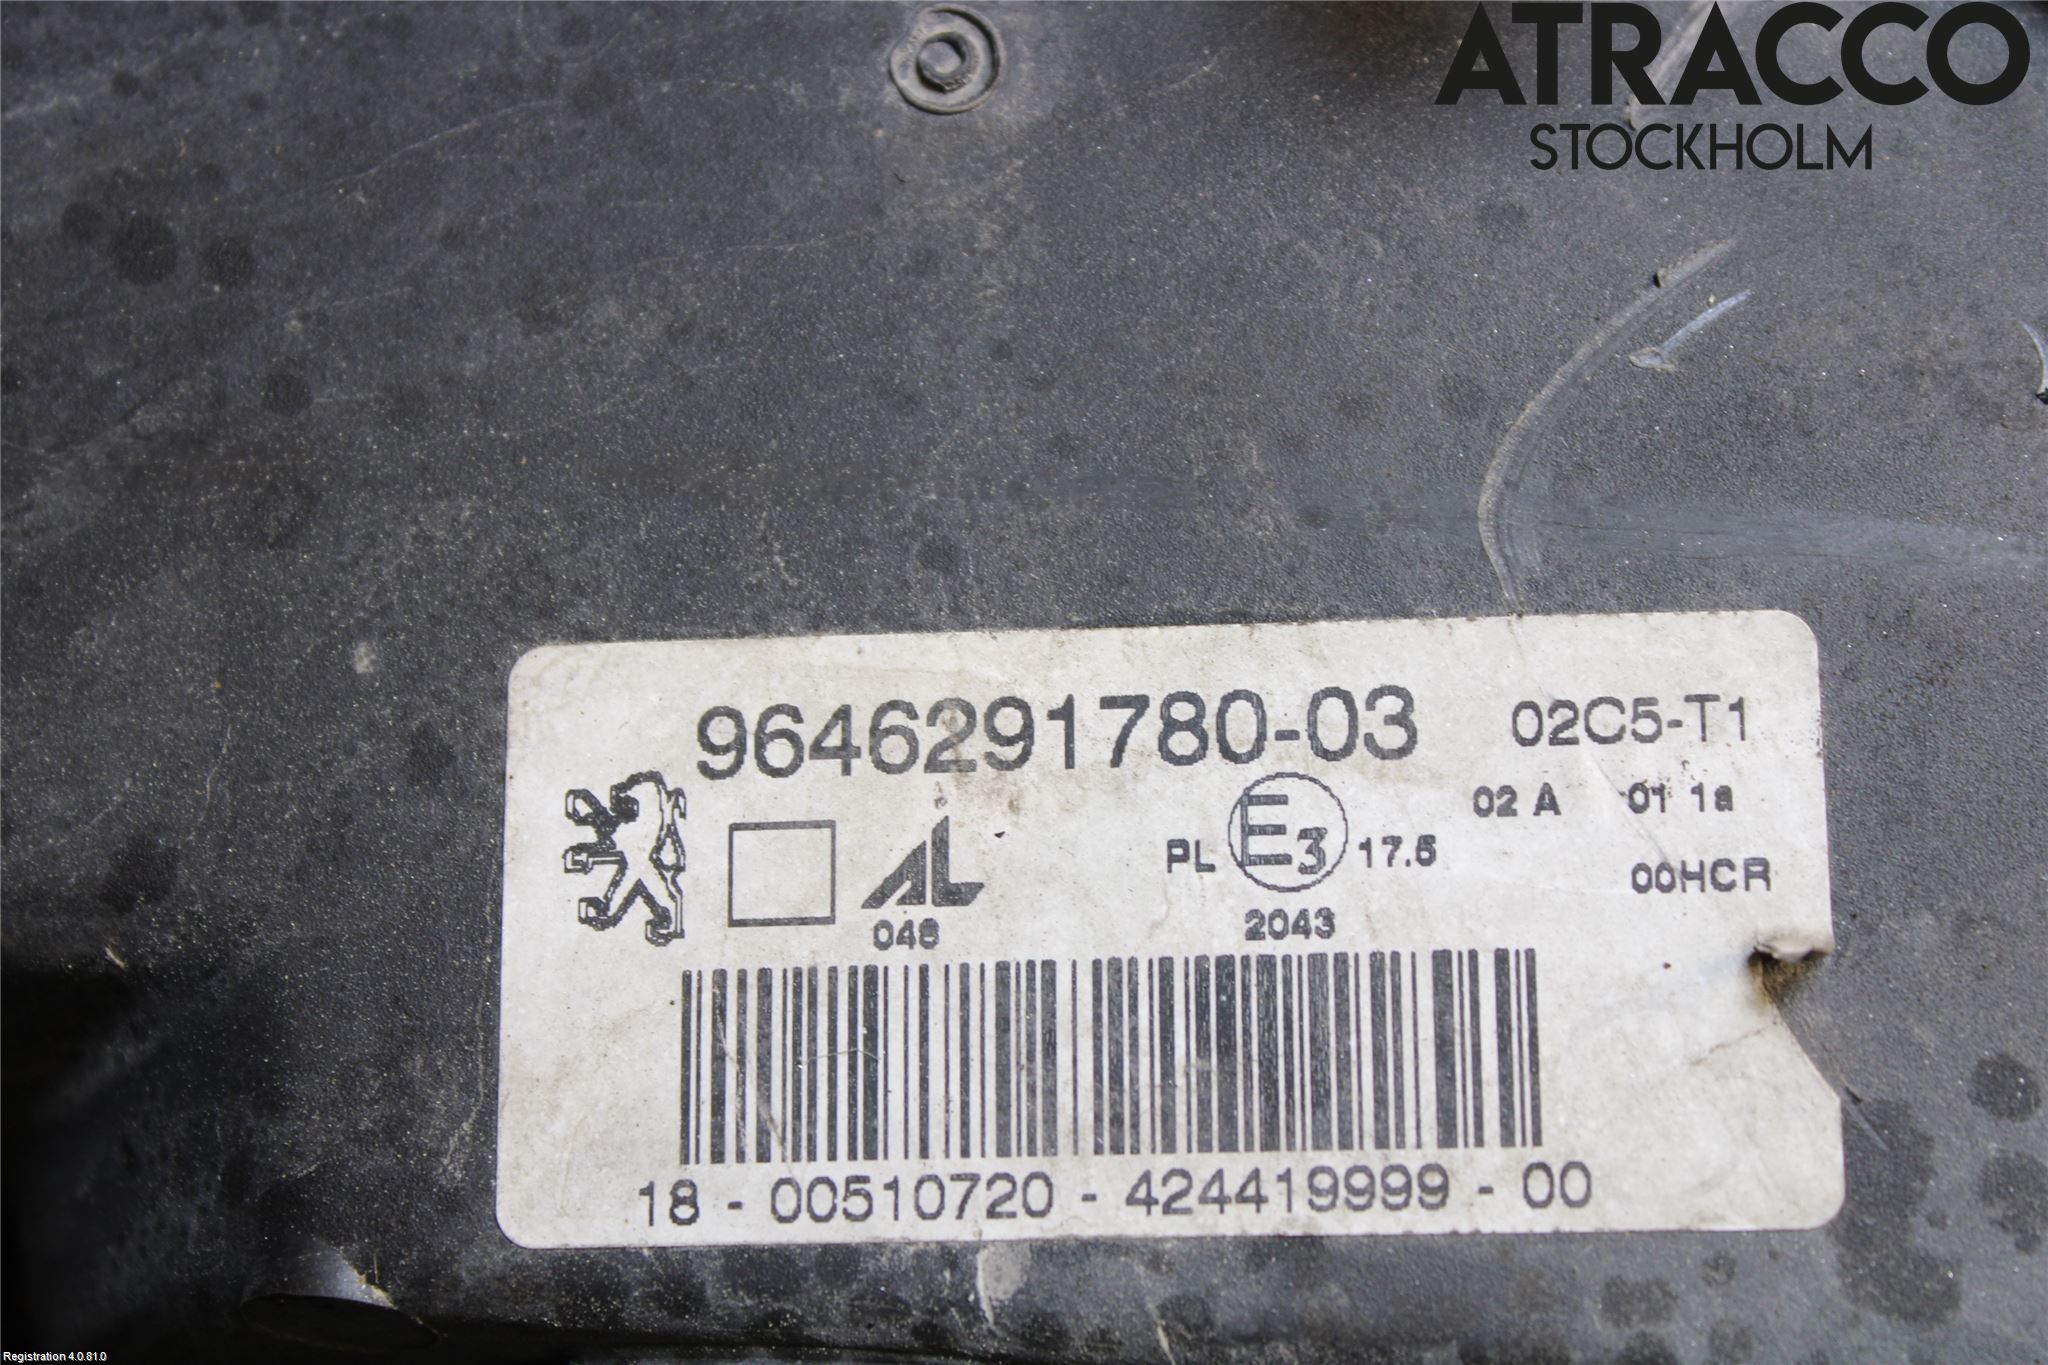 ATRACCO
STOCKHOLM
9646291780-03 02C5-T1
02 A 01 1a
PL E3 17.5
00HCR
AL
046 2043
18 - 00510720 - 424419999 - 00
Registration 4.0.81.0